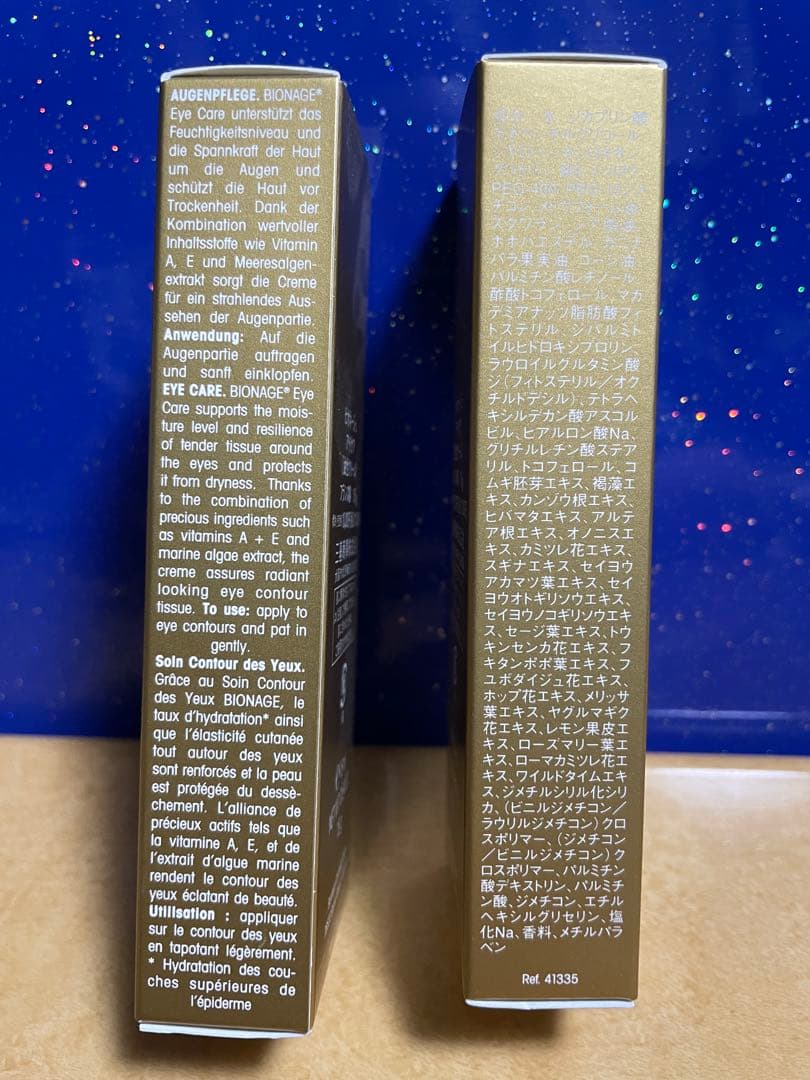 AUGENPFLEGE. BIONAGE®
Eye Care unterstützt das
Feuchtigkeitsniveau und
die Spannkraft der Haut
um die Augen und
schützt die Haut vor
Trockenheit. Dank der
Kombination wertvoller
Inhaltsstoffe wie Vitamin
A, E und Meeresalgen-
extrakt sorgt die Creme
für ein strahlendes Aus-
sehen der Augenpartie.
Anwendung: Auf die
Augenpartie auftragen
und sanft einklopfen.
EYE CARE. BIONAGE® Eye
Care supports the mois-
ture level and resilience
of tender tissue around
the eyes and protects
it from dryness. Thanks
to the combination of
precious ingredients such
as vitamins A + E and
marine algae extract, the
creme assures radiant
looking eye contour
tissue. To use: apply to
eye contours and pat in
gently.
Soin Contour des Yeux.
Grâce au Soin Contour
des Yeux BIONAGE, le
taux d'hydratation* ainsi
que l'élasticité cutanée
tout autour des yeux
sont renforcés et la peau
est protégée du dessè-
chement. L'alliance de
précieux actifs tels que
la vitamine A, E, et de
l'extrait d'algue marine
rendent le contour des
yeux éclatant de beauté.
Utilisation : appliquer
sur le contour des yeux
en tapotant légèrement.
* Hydratation des cou-
ches supérieures de
l'épiderme
カプリン酸
PEG-400
スクワラン
ホホバエステル
バラ果実油
パルミチン酸レチノール、
酢酸トコフェロール、マカ
デミアナッツ脂肪酸フィ
トステリル、ジパルミト
イルヒドロキシプロリン、
ラウロイルグルタミン酸
ジ(フィトステリル/オク
チルドデシル)、テトラヘ
キシルデカン酸アスコル
ビル、ヒアルロン酸Na、
グリチルレチン酸ステア
リル、トコフェロール、コ
ムギ胚芽エキス、褐藻エ
キス、カンゾウ根エキス、
ヒバマタエキス、アルテ
ア根エキス、オノニスエ
キス、カミツレ花エキス、
スギナエキス、セイヨウ
アカマツ葉エキス、セイ
ヨウオトギリソウエキス、
セイヨウノコギリソウエキ
ス、セージ葉エキス、トウ
キンセンカ花エキス、フ
キタンポポ葉エキス、フ
ユボダイジュ花エキス、
ホップ花エキス、メリッサ
葉エキス、ヤグルマギク
花エキス、レモン果皮エ
キス、ローズマリー葉エ
キス、ローマカミツレ花エ
キス、ワイルドタイムエキ
ス、ジメチルシリル化シリ
カ、(ビニルジメチコン/
ラウリルジメチコン)クロ
スポリマー、(ジメチコン
/ビニルジメチコン)ク
ロスポリマー、パルミチン
酸デキストリン、パルミチ
ン酸、ジメチコン、エチル
ヘキシルグリセリン、塩
化Na、香料、メチルパラ
ベン
Ref. 41335